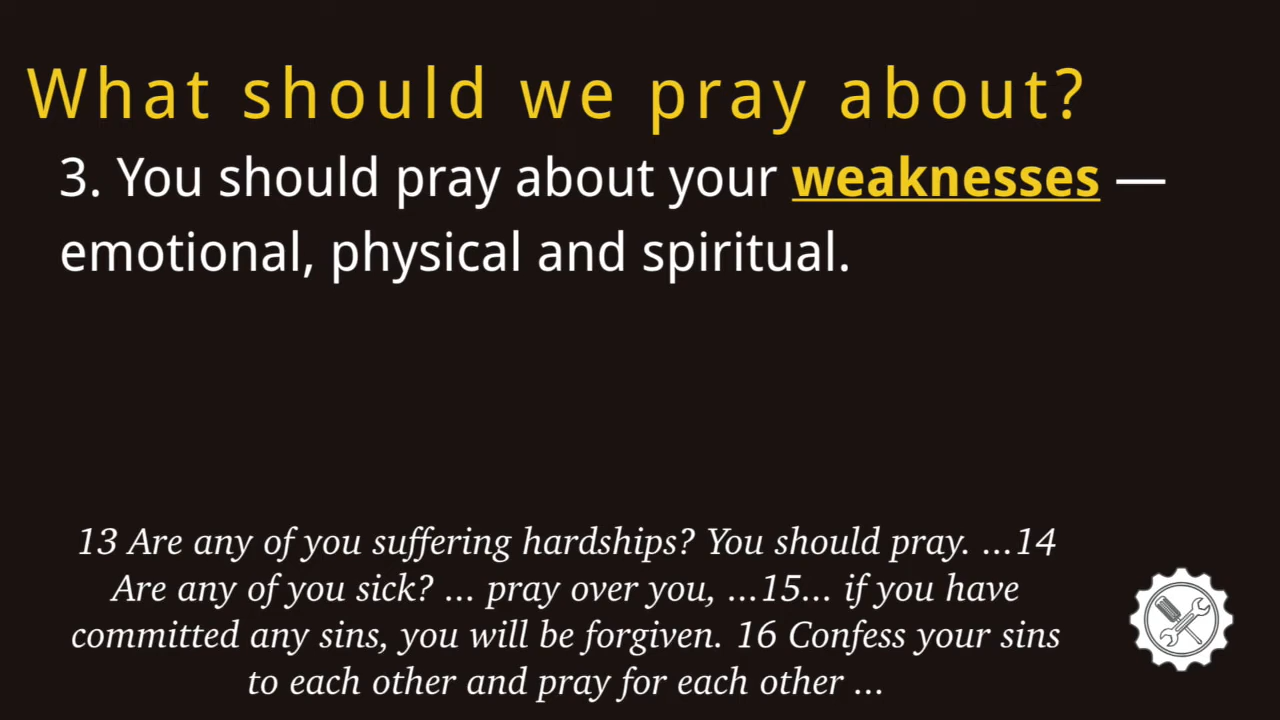 What should we pray about?
3. You should pray about your weaknesses —
emotional, physical and spiritual.
13 Are any of you suffering hardships? You should pray. ...14
Are any of you sick? ... pray over you, ...15... if you have
committed any sins, you will be forgiven. 16 Confess your sins
to each other and pray for each other ...